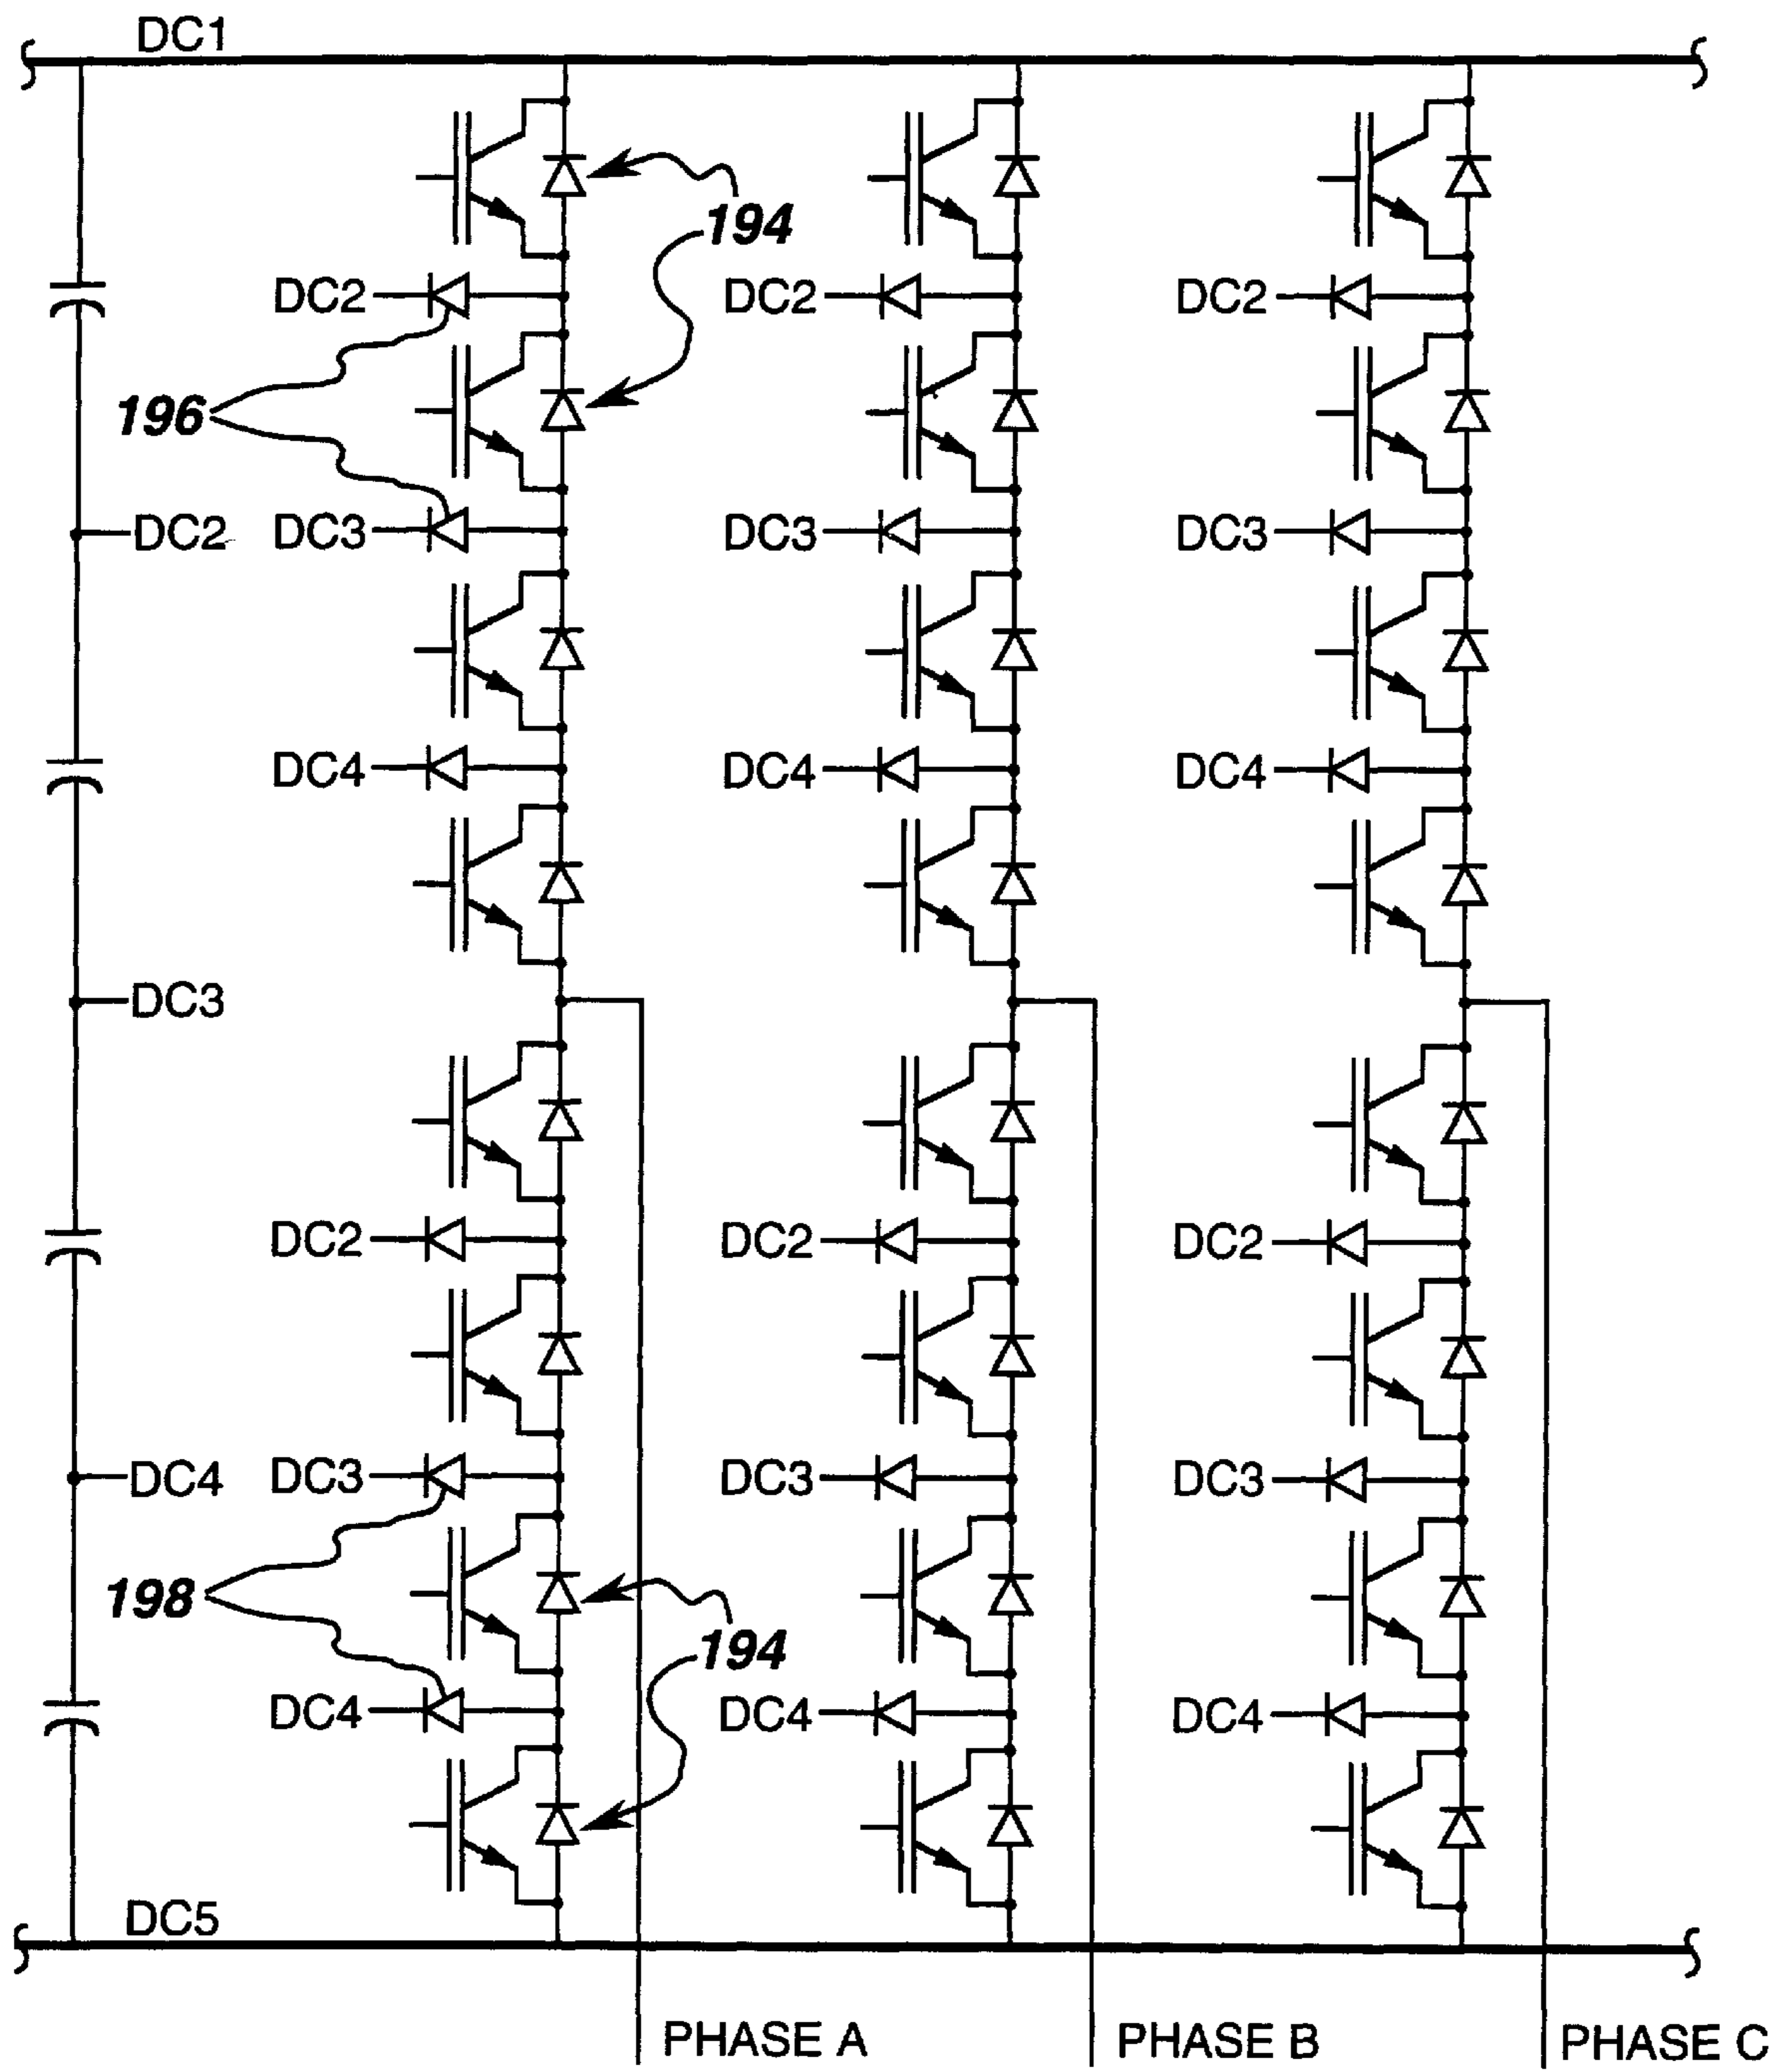 DC1
194
DC2 DC2 DC2
196
DC2 DC3 DC3 DC3
DC4 DC4 DC4
DC3
DC2 DC2 DC2
DC4 DC3 DC3 DC3
198
194
DC4 DC4 DC4
DC5
PHASE A PHASE B PHASE C